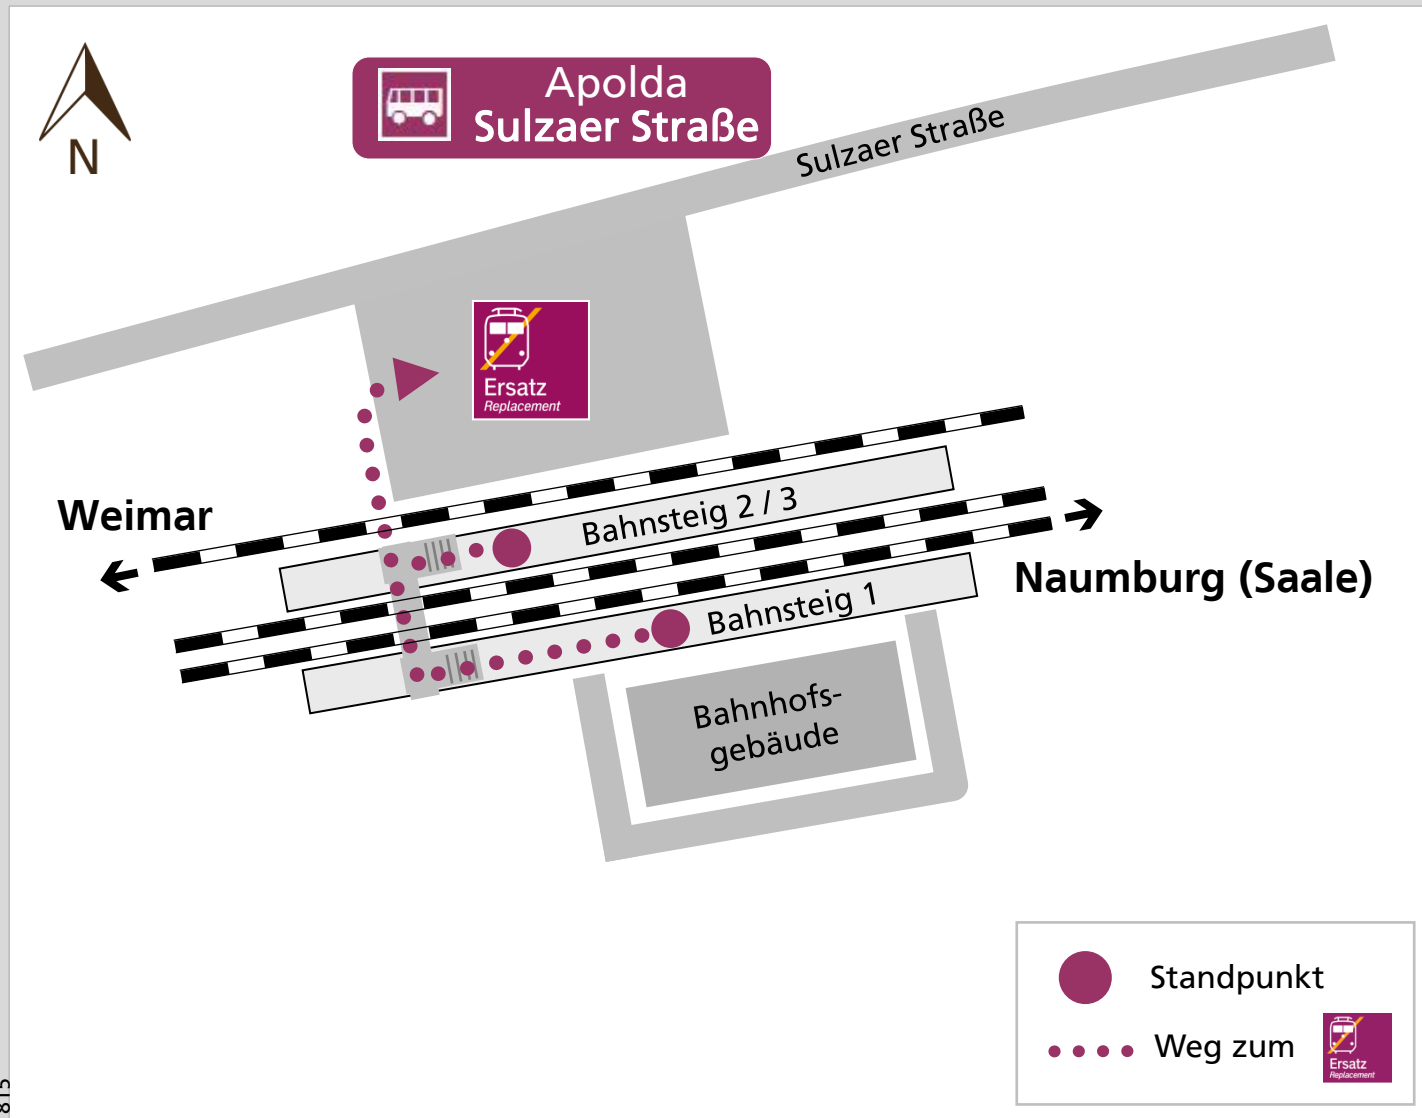 Apolda
Sulzaer Straße
N
Sulzaer Straße
Ersatz
Replacement
Weimar
Bahnsteig 2 / 3
Naumburg (Saale)
Bahnsteig 1
Bahnhofs-
gebäude
Standpunkt
Weg zum
Ersatz
Replacement